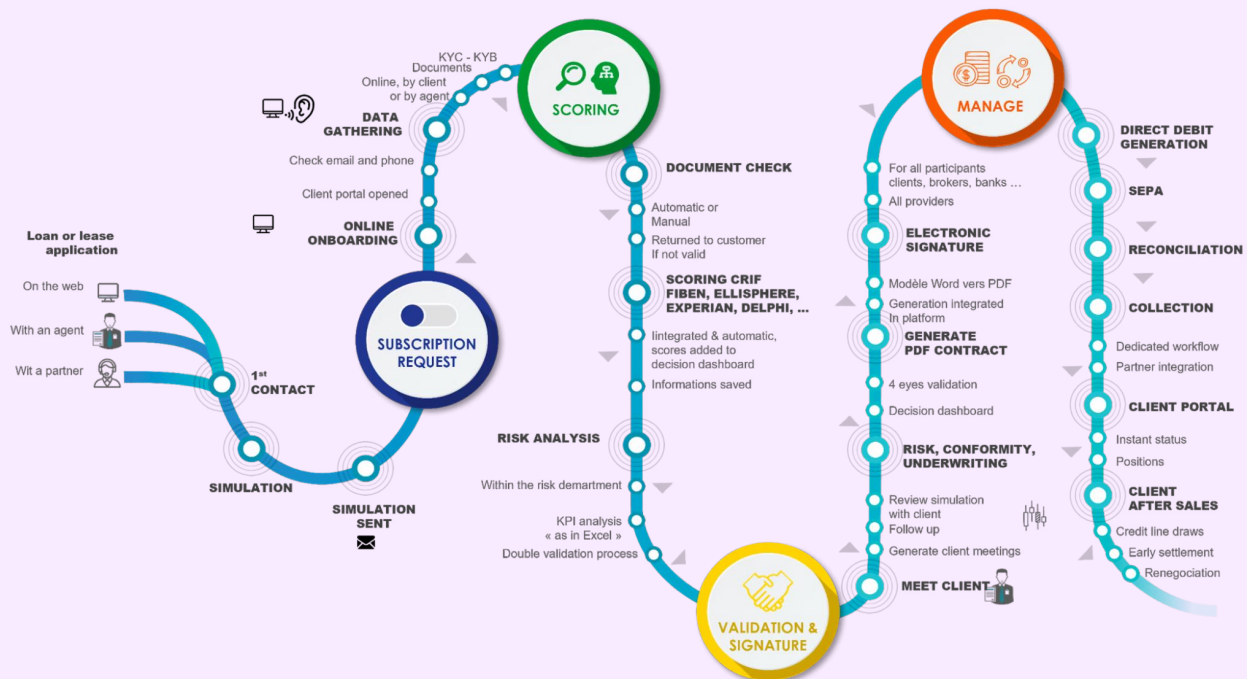 Loan or lease
application
On the web
With an agent
Wit a partner
1st
CONTACT
SIMULATION
SIMULATION
SENT
SUBSCRIPTION
REQUEST
ONLINE
ONBOARDING
Client portal opened
Check email and phone
DATA
GATHERING
Online, by client
or by agent
Documents
KYC - KYB
SCORING
DOCUMENT CHECK
Automatic or
Manual
Returned to customer
If not valid
SCORING CRIF
FIBEN, ELLISPHERE,
EXPERIAN, DELPHI, ...
Integrated & automatic,
scores added to
decision dashboard
Informations saved
RISK ANALYSIS
Within the risk demartment
KPI analysis
« as in Excel »
Double validation process
VALIDATION &
SIGNATURE
MEET CLIENT
Generate client meetings
Follow up
Review simulation
with client
RISK, CONFORMITY,
UNDERWRITING
Decision dashboard
4 eyes validation
GENERATE
PDF CONTRACT
Generation integrated
In platform
Modèle Word vers PDF
ELECTRONIC
SIGNATURE
All providers
For all participants
clients, brokers, banks ...
$
MANAGE
DIRECT DEBIT
GENERATION
SEPA
RECONCILIATION
COLLECTION
Dedicated workflow
Partner integration
CLIENT PORTAL
Instant status
Positions
CLIENT
AFTER SALES
Credit line draws
Early settlement
Renegociation